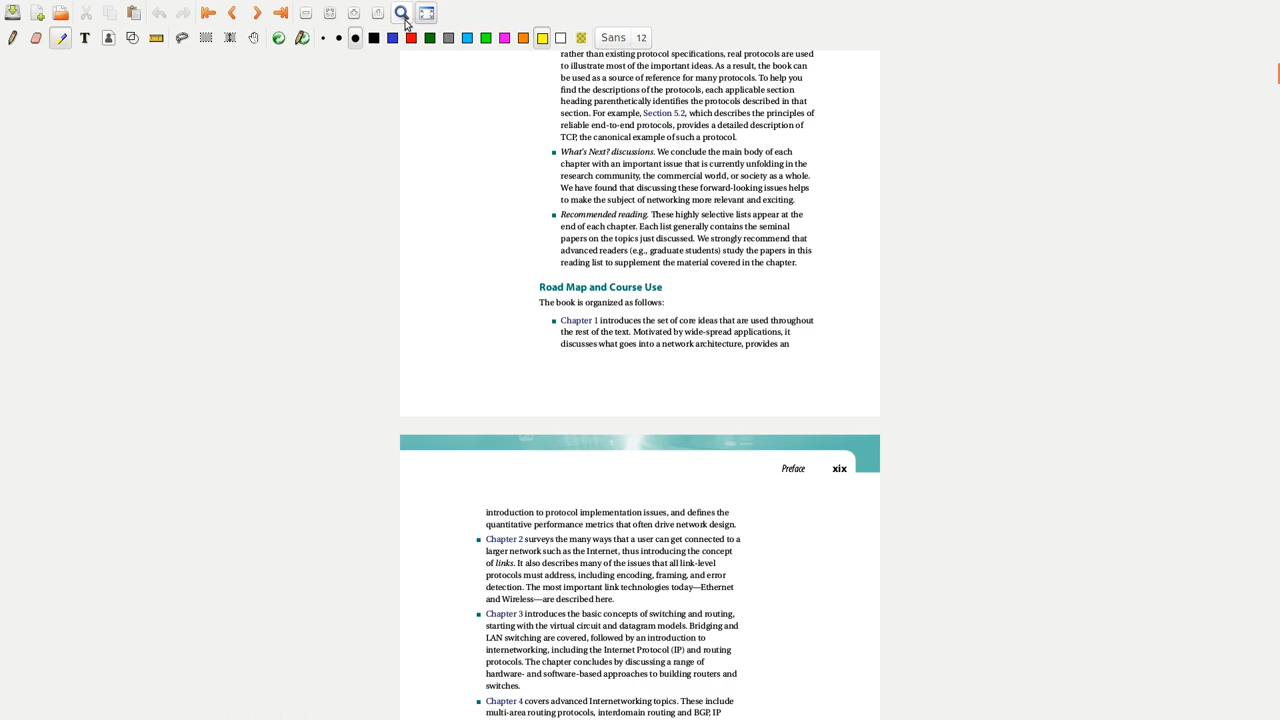 Sans 12
rather than existing protocol specifications, real protocols are used
to illustrate most of the important ideas. As a result, the book can
be used as a source of reference for many protocols. To help you
find the descriptions of the protocols, each applicable section
heading parenthetically identifies the protocols described in that
section. For example, Section 5.2, which describes the principles of
reliable end-to-end protocols, provides a detailed description of
TCP, the canonical example of such a protocol.
What's Next? discussions. We conclude the main body of each
chapter with an important issue that is currently unfolding in the
research community, the commercial world, or society as a whole.
We have found that discussing these forward-looking issues helps
to make the subject of networking more relevant and exciting.
Recommended reading. These highly selective lists appear at the
end of each chapter. Each list generally contains the seminal
papers on the topics just discussed. We strongly recommend that
advanced readers (e.g., graduate students) study the papers in this
reading list to supplement the material covered in the chapter.
Road Map and Course Use
The book is organized as follows:
Chapter 1 introduces the set of core ideas that are used throughout
the rest of the text. Motivated by wide-spread applications, it
discusses what goes into a network architecture, provides an
Preface xix
introduction to protocol implementation issues, and defines the
quantitative performance metrics that often drive network design.
Chapter 2 surveys the many ways that a user can get connected to a
larger network such as the Internet, thus introducing the concept
of links. It also describes many of the issues that all link-level
protocols must address, including encoding, framing, and error
detection. The most important link technologies today—Ethernet
and Wireless—are described here.
Chapter 3 introduces the basic concepts of switching and routing,
starting with the virtual circuit and datagram models. Bridging and
LAN switching are covered, followed by an introduction to
internetworking, including the Internet Protocol (IP) and routing
protocols. The chapter concludes by discussing a range of
hardware- and software-based approaches to building routers and
switches.
Chapter 4 covers advanced Internetworking topics. These include
multi-area routing protocols, interdomain routing and BGP, IP